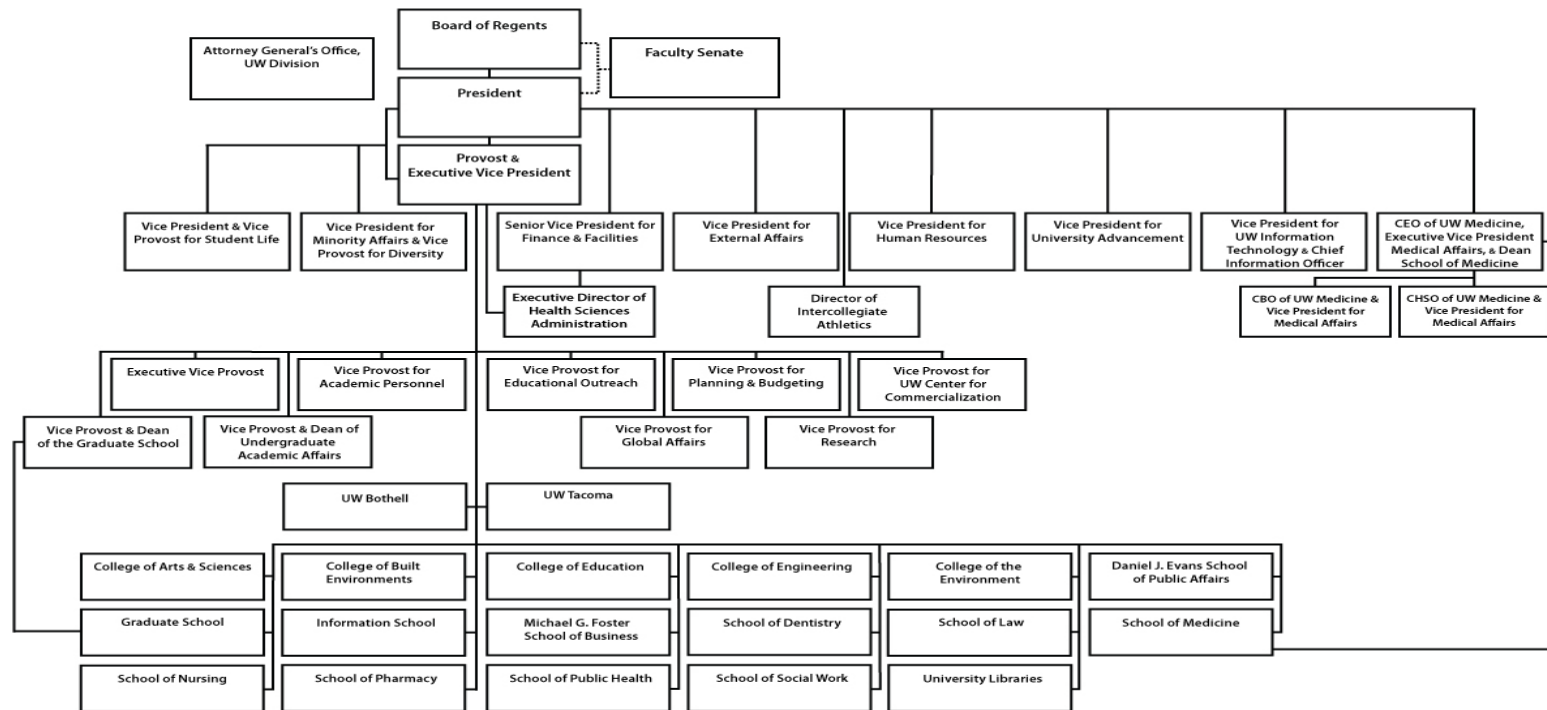 Board of Regents
Attorney General's Office,
UW Division
Faculty Senate
President
Provost &
Executive Vice President
Vice President & Vice
Provost for Student Life
Vice President for
Minority Affairs & Vice
Provost for Diversity
Senior Vice President for
Finance & Facilities
Vice President for
External Affairs
Vice President for
Human Resources
Vice President for
University Advancement
Vice President for
UW Information
Technology & Chief
Information Officer
CEO of UW Medicine,
Executive Vice President
Medical Affairs, & Dean
School of Medicine
Executive Director of
Health Sciences
Administration
Director of
Intercollegiate
Athletics
CBO of UW Medicine &
Vice President for
Medical Affairs
CHSO of UW Medicine &
Vice President for
Medical Affairs
Executive Vice Provost
Vice Provost for
Academic Personnel
Vice Provost for
Educational Outreach
Vice Provost for
Planning & Budgeting
Vice Provost for
UW Center for
Commercialization
Vice Provost & Dean
of the Graduate School
Vice Provost & Dean of
Undergraduate
Academic Affairs
Vice Provost for
Global Affairs
Vice Provost for
Research
UW Bothell
UW Tacoma
College of Arts & Sciences
College of Built
Environments
College of Education
College of Engineering
College of the
Environment
Daniel J. Evans School
of Public Affairs
Graduate School
Information School
Michael G. Foster
School of Business
School of Dentistry
School of Law
School of Medicine
School of Nursing
School of Pharmacy
School of Public Health
School of Social Work
University Libraries